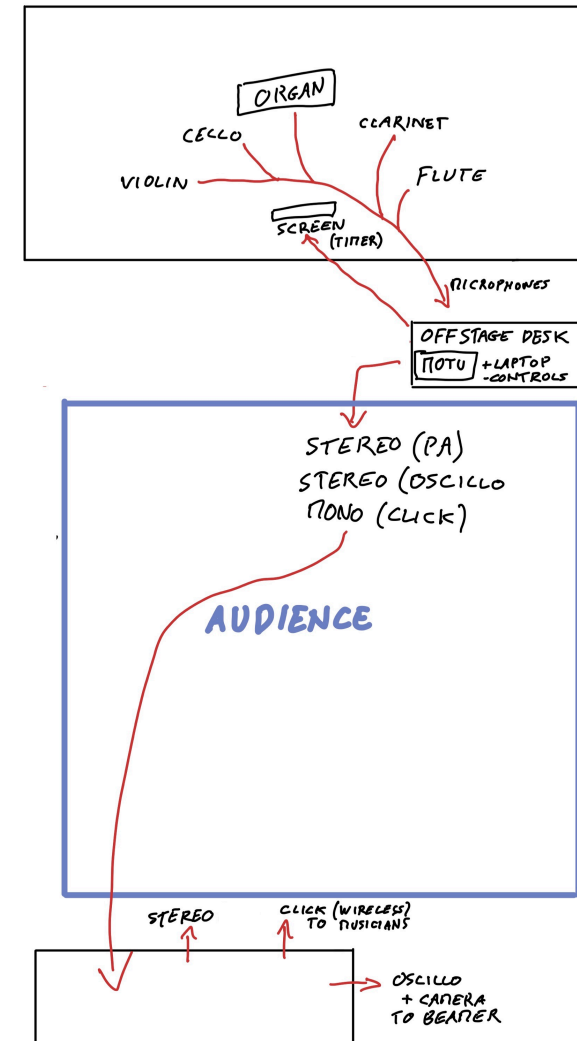 ORGAN
CELLO
CLARINET
VIOLIN
FLUTE
SCREEN
(TIMER)
MICROPHONES
OFFSTAGE DESK
MOTU + LAPTOP
- CONTROLS
STEREO (PA)
STEREO (OSCILLO
MONO (CLICK)
AUDIENCE
STEREO
CLICK (WIRELESS)
TO MUSICIANS
OSCILLO
+ CAMERA
TO BEAMER